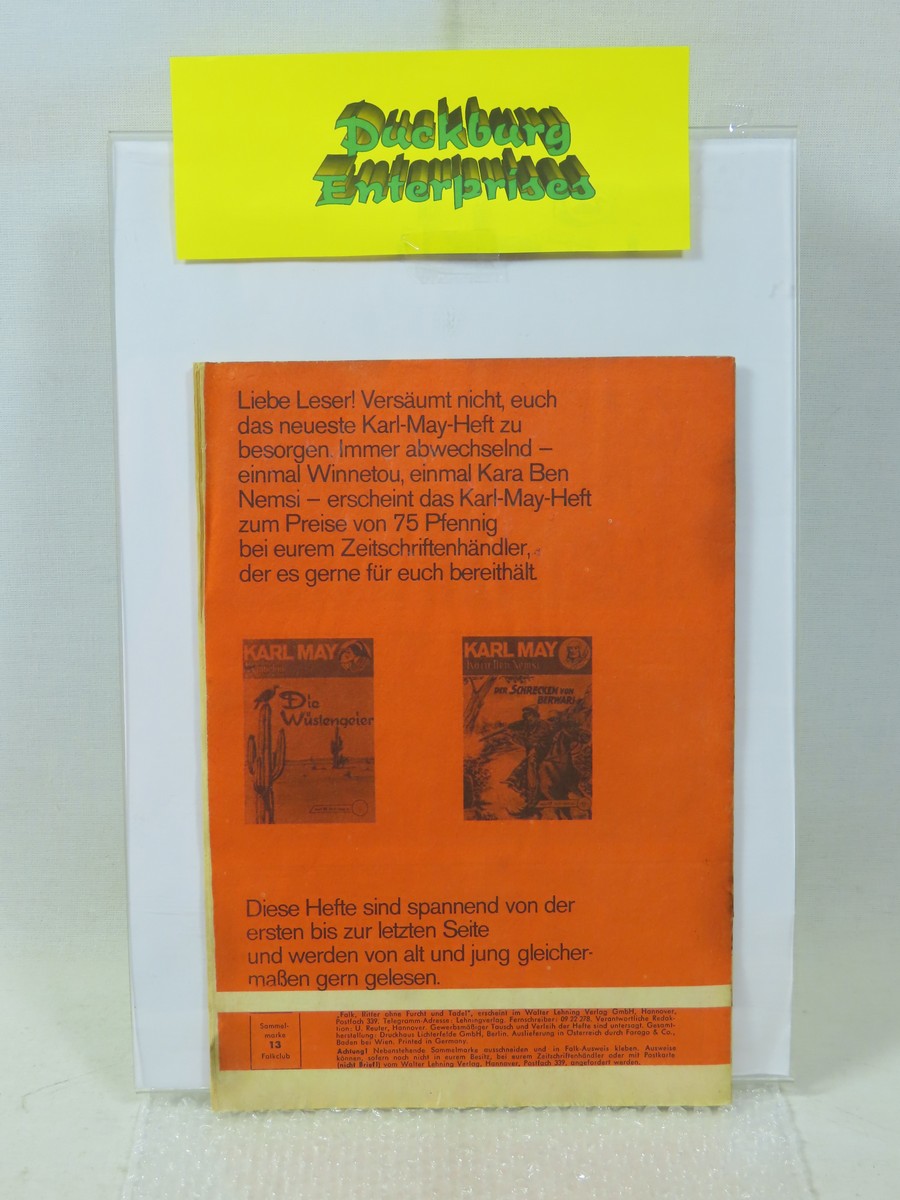 Duckburg
Enterprises
Liebe Leser! Versäumt nicht, euch
das neueste Karl-May-Heft zu
besorgen. Immer abwechselnd –
einmal Winnetou, einmal Kara Ben
Nemsi – erscheint das Karl-May-Heft
zum Preise von 75 Pfennig
bei eurem Zeitschriftenhändler,
der es gerne für euch bereithält.
KARL MAY
Die
Wüstengeier
KARL MAY
Kara Ben Nemsi
DER SCHRECKEN VON
BERWARI
Diese Hefte sind spannend von der
ersten bis zur letzten Seite
und werden von alt und jung gleicher-
maßen gern gelesen.
Sammel-
marke
13
Falkclub
„Falk, Ritter ohne Furcht und Tadel", erscheint im Walter Lehning Verlag GmbH, Hannover,
Postfach 339. Telegramm-Adresse: Lehningverlag. Fernschreiber: 09 22 278. Verantwortliche Redak-
tion: U. Reuter, Hannover. Gewerbsmäßiger Tausch und Verleih der Hefte sind untersagt. Gesamt-
herstellung: Druckhaus Lichterfelde GmbH, Berlin. Auslieferung in Österreich durch Farago & Co.,
Baden bei Wien. Printed in Germany.
Achtung! Nebenstehende Sammelmarke ausschneiden und in Falk-Ausweis kleben. Ausweise
können, sofern noch nicht in eurem Besitz, bei eurem Zeitschriftenhändler oder mit Postkarte
(nicht Brief!) vom Walter Lehning Verlag, Hannover, Postfach 339, angefordert werden.